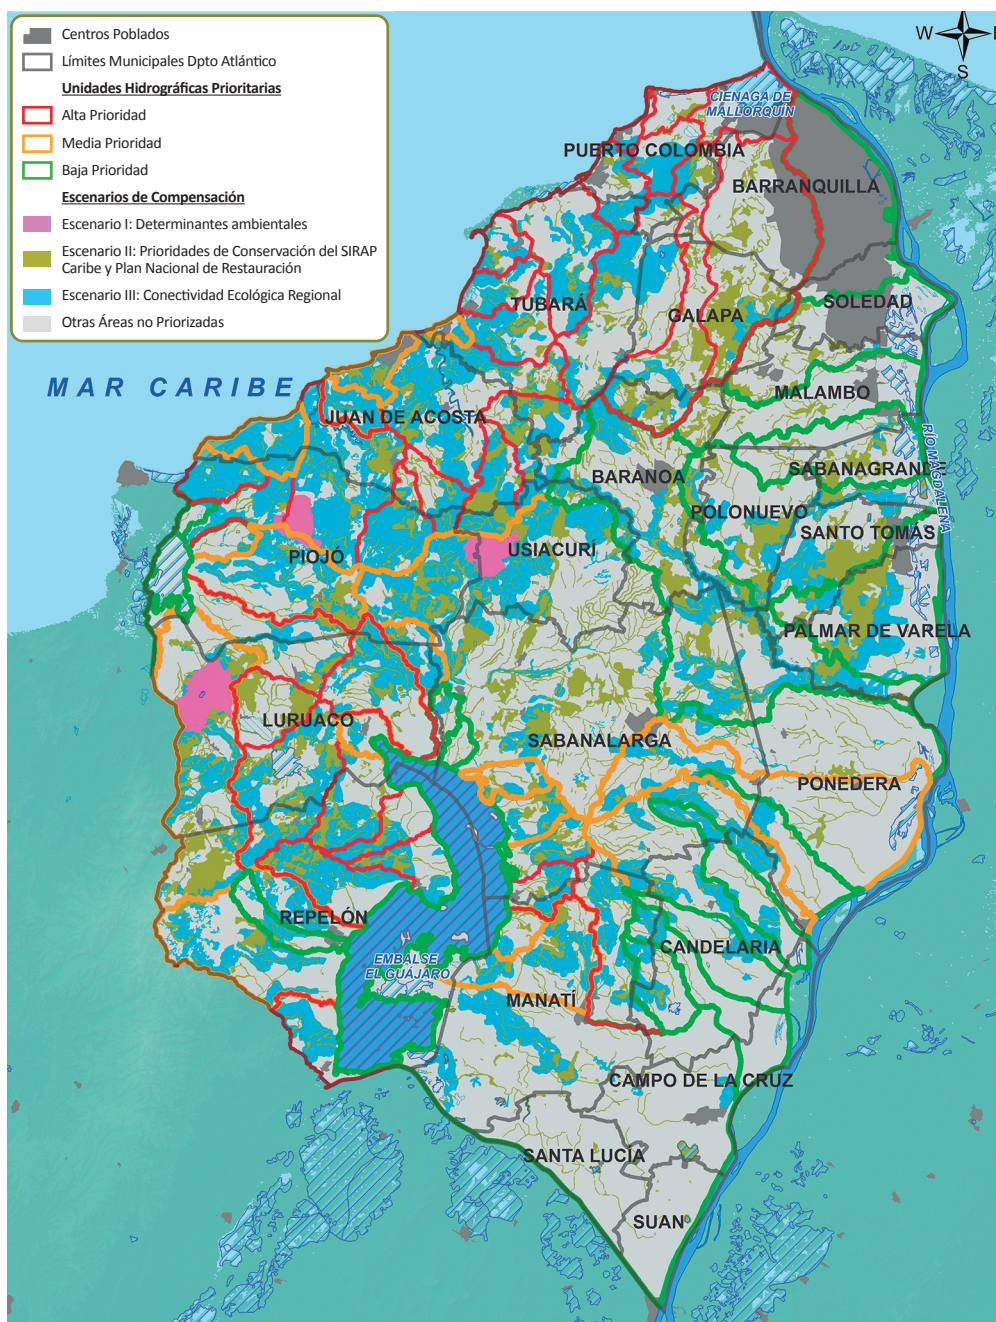 Centros Poblados
Límites Municipales Dpto Atlántico
Unidades Hidrográficas Prioritarias
Alta Prioridad
Media Prioridad
Baja Prioridad
Escenarios de Compensación
Escenario I: Determinantes ambientales
Escenario II: Prioridades de Conservación del SIRAP
Caribe y Plan Nacional de Restauración
Escenario III: Conectividad Ecológica Regional
Otras Áreas no Priorizadas
W
E
S
CIENAGA DE
MALLORQUÍN
PUERTO COLOMBIA
BARRANQUILLA
SOLEDAD
TUBARÁ
GALAPA
MAR CARIBE
MALAMBO
JUAN DE ACOSTA
RÍO MAGDALENA
BARANOA
SABANAGRANDE
POLONUEVO
SANTO TOMÁS
PIOJÓ
USIACURÍ
PALMAR DE VARELA
LURUACO
SABANALARGA
PONEDERA
REPELÓN
CANDELARIA
EMBALSE
EL GUÁJARO
MANATÍ
CAMPO DE LA CRUZ
SANTA LUCÍA
SUAN